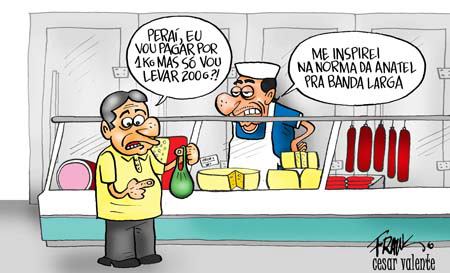 PERAÍ, EU
VOU PAGAR POR
1KG MAS SÓ VOU
LEVAR 200G?!
ME INSPIREI
NA NORMA DA ANATEL
PRA BANDA LARGA
FRANK
cesar valente